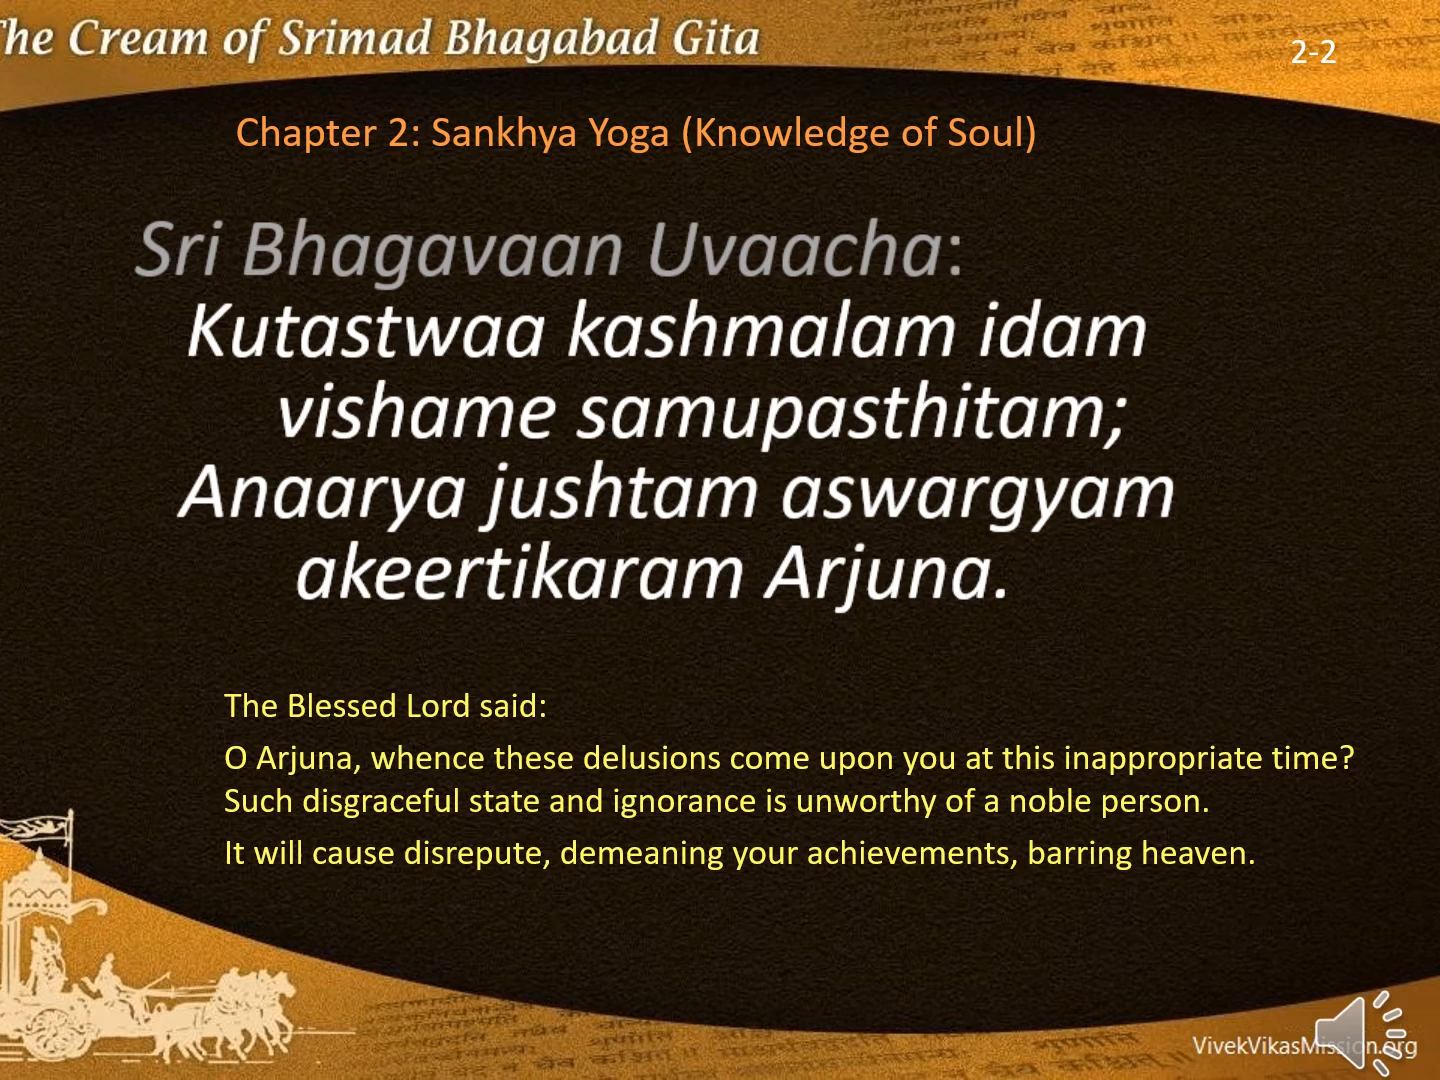 The Cream of Srimad Bhagabad Gita
2-2
Chapter 2: Sankhya Yoga (Knowledge of Soul)
Sri Bhagavaan Uvaacha:
Kutastwaa kashmalam idam
vishame samupasthitam;
Anaarya jushtam aswargyam
akeertikaram Arjuna.
The Blessed Lord said:
O Arjuna, whence these delusions come upon you at this inappropriate time?
Such disgraceful state and ignorance is unworthy of a noble person.
It will cause disrepute, demeaning your achievements, barring heaven.
VivekVikasMission.org